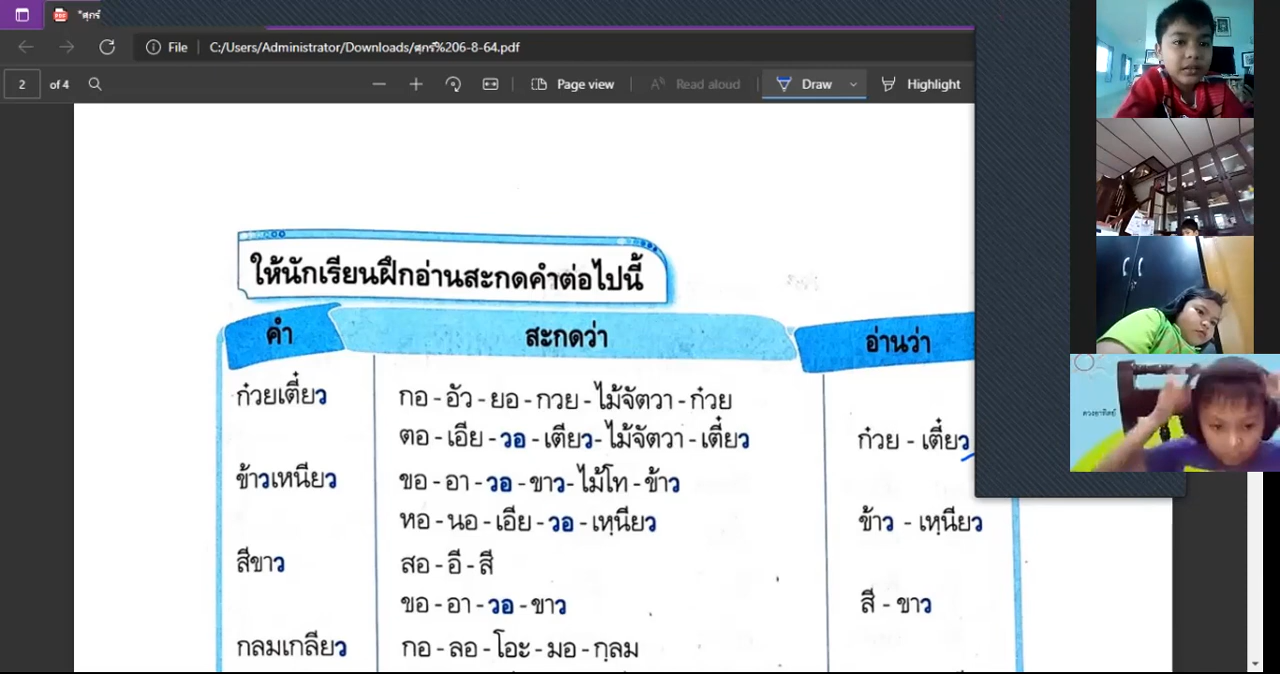 "ศุกร์
File C:/Users/Administrator/Downloads/ศุกร์%206-8-64.pdf
2 of 4 Page view Read aloud Draw Highlight
ให้นักเรียนฝึกอ่านสะกดคำต่อไปนี้
คำ สะกดว่า อ่านว่า
ก๋วยเตี๋ยว กอ - อัว - ยอ - กวย - ไม้จัตวา - ก๋วย
ตอ - เอีย - วอ - เตียว - ไม้จัตวา - เตี๋ยว ก๋วย - เตี๋ยว
ข้าวเหนียว ขอ - อา - วอ - ขาว - ไม้โท - ข้าว
หอ - นอ - เอีย - วอ - เหฺนียว ข้าว - เหฺนียว
สีขาว สอ - อี - สี
ขอ - อา - วอ - ขาว สี - ขาว
กลมเกลียว กอ - ลอ - โอะ - มอ - กฺลม
ดวงอาทิตย์